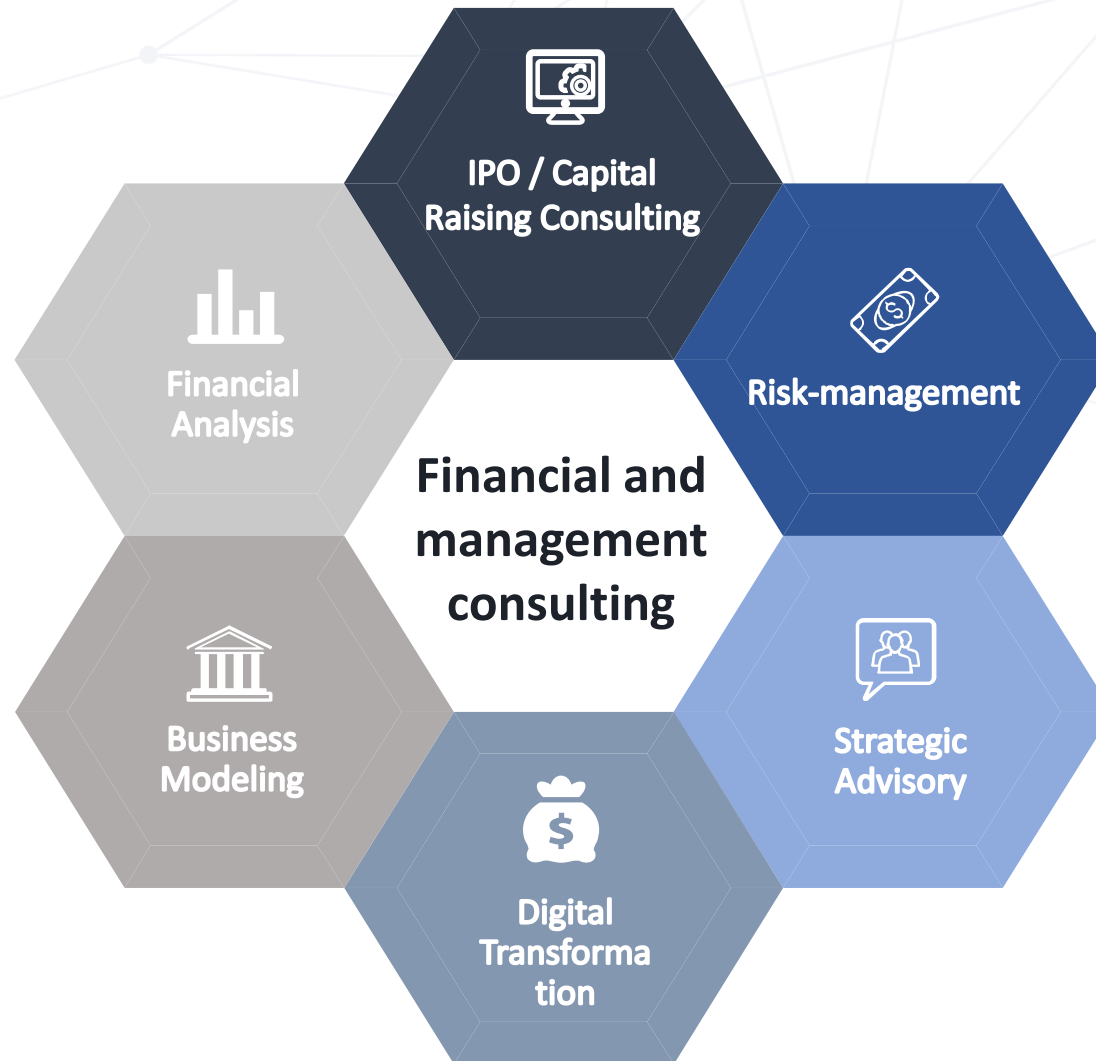 IPO / Capital
Raising Consulting
Financial
Analysis
Risk-management
Financial and
management
consulting
Business
Modeling
Strategic
Advisory
$
Digital
Transforma
tion